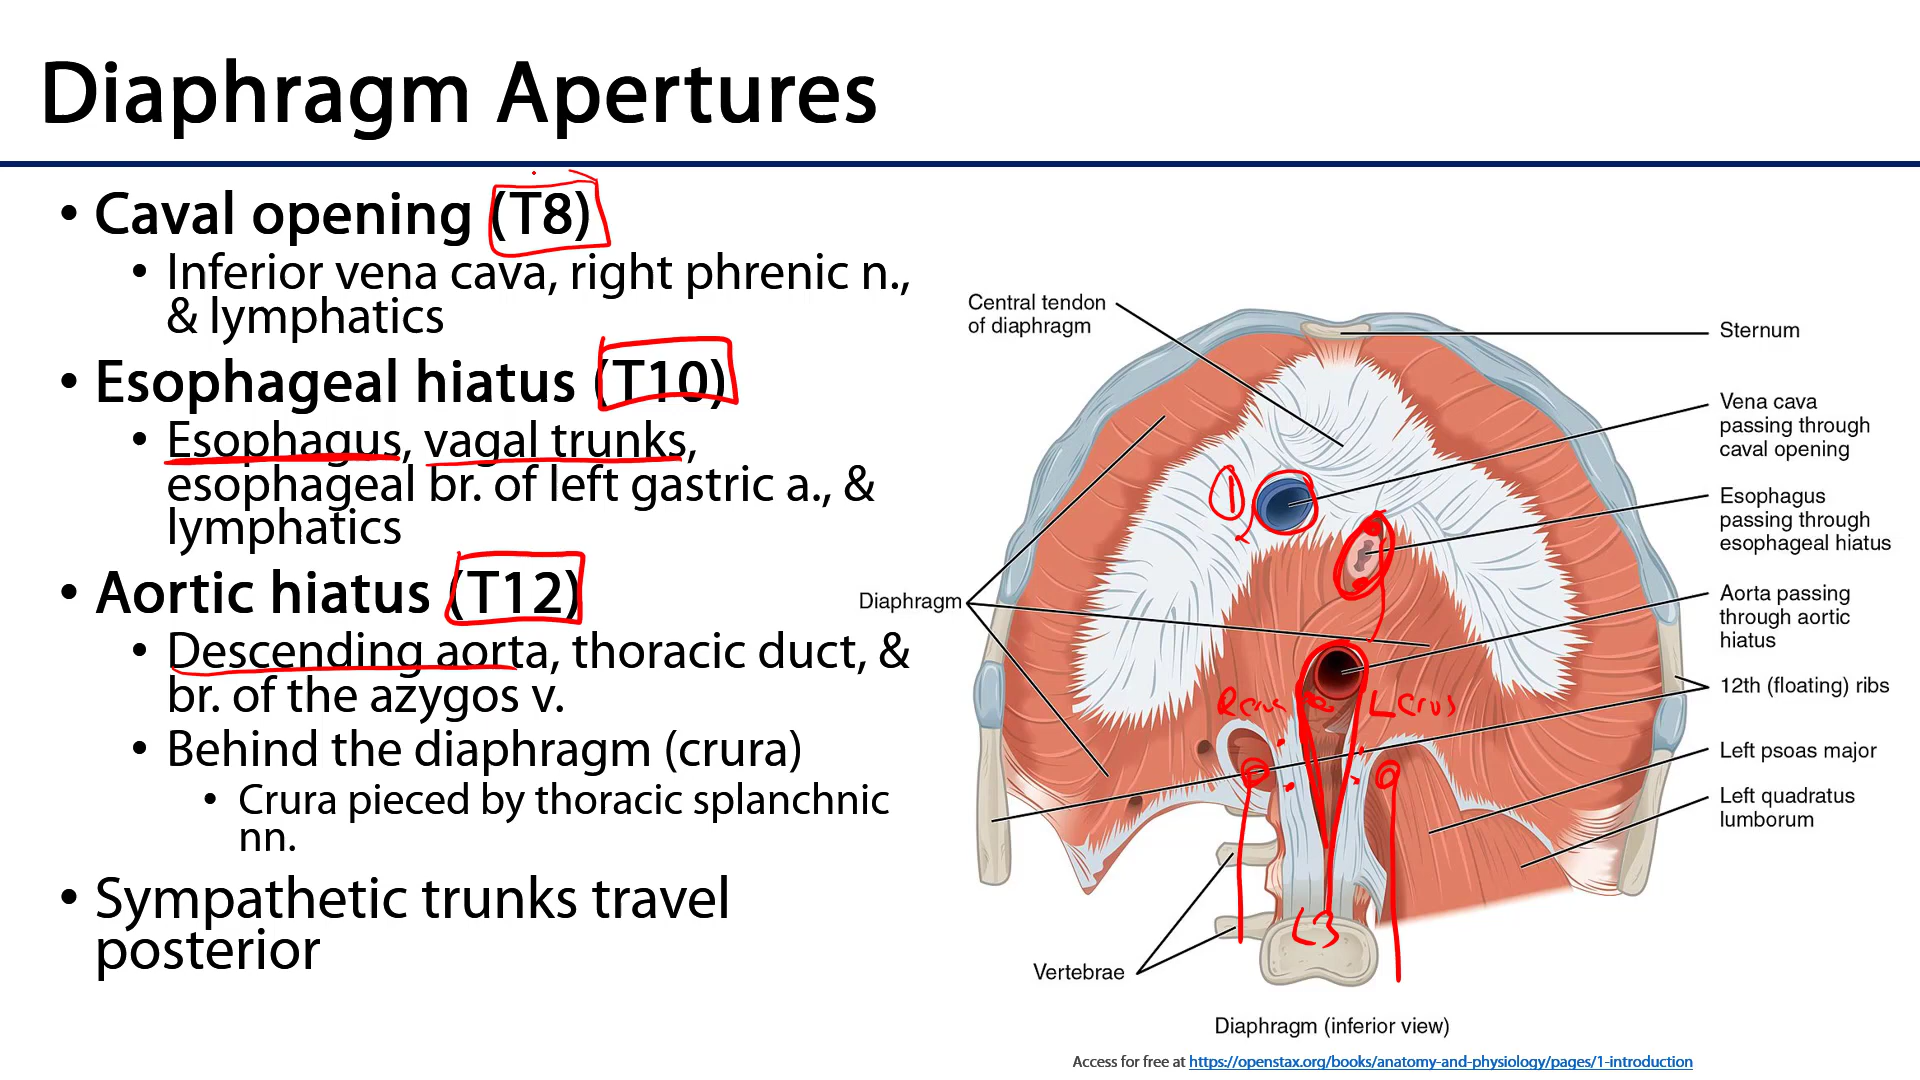 Diaphragm Apertures
• Caval opening (T8)
• Inferior vena cava, right phrenic n.,
& lymphatics
• Esophageal hiatus (T10)
• Esophagus, vagal trunks,
esophageal br. of left gastric a., &
lymphatics
• Aortic hiatus (T12)
• Descending aorta, thoracic duct, &
br. of the azygos v.
• Behind the diaphragm (crura)
• Crura pieced by thoracic splanchnic
nn.
• Sympathetic trunks travel
posterior
Central tendon
of diaphragm
Sternum
Vena cava
passing through
caval opening
Esophagus
passing through
esophageal hiatus
Diaphragm
Aorta passing
through aortic
hiatus
12th (floating) ribs
Left psoas major
Left quadratus
lumborum
Vertebrae
1
R crus
L crus
L3
Diaphragm (inferior view)
Access for free at https://openstax.org/books/anatomy-and-physiology/pages/1-introduction